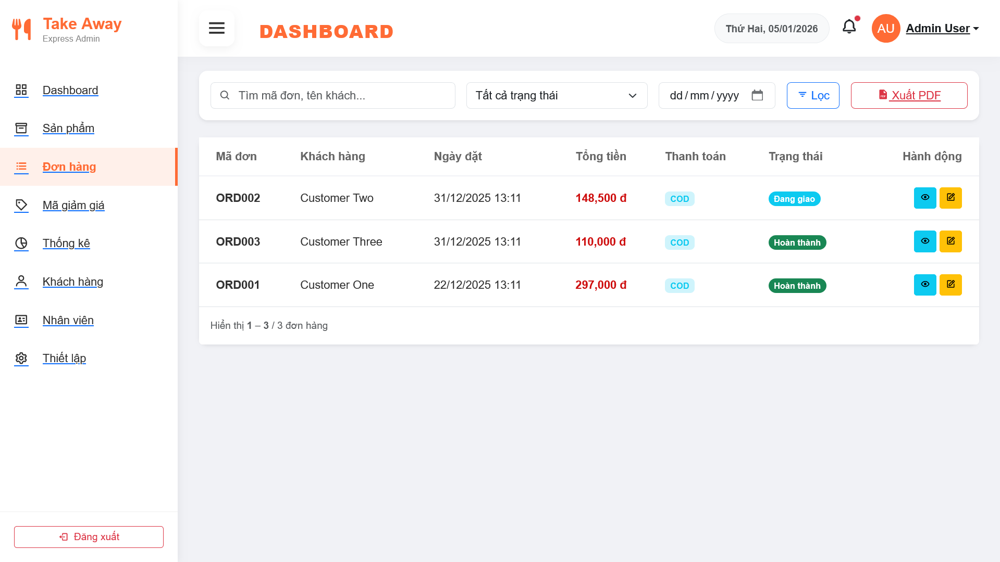 Take Away
Express Admin
DASHBOARD
Thứ Hai, 05/01/2026
AU
Admin User
Dashboard
Sản phẩm
Đơn hàng
Mã giảm giá
Thống kê
Khách hàng
Nhân viên
Thiết lập
Đăng xuất
Tìm mã đơn, tên khách...
Tất cả trạng thái
dd/mm/yyyy
Lọc
PDF Xuất PDF
Mã đơn Khách hàng Ngày đặt Tổng tiền Thanh toán Trạng thái Hành động
ORD002 Customer Two 31/12/2025 13:11 148,500 đ COD Đang giao
ORD003 Customer Three 31/12/2025 13:11 110,000 đ COD Hoàn thành
ORD001 Customer One 22/12/2025 13:11 297,000 đ COD Hoàn thành
Hiển thị 1 – 3 / 3 đơn hàng